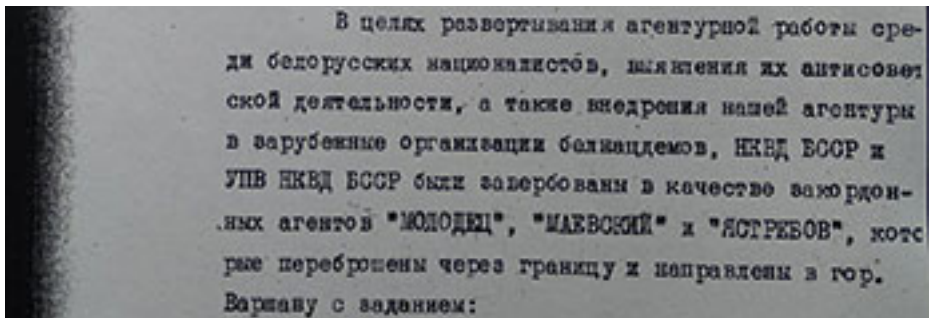 В целях развертывания агентурной работы сре-
ди белорусских националистов, выявления их антисовет
ской деятельности, а также внедрения нашей агентуры
в зарубежные организации белнацдемов, НКВД БССР и
УПВ НКВД БССР были завербованы в качестве закордон-
ных агентов "МОЛОДЕЦ", "МАЕВСКИЙ" и "ЯСТРЕБОВ", кото
рые переброшены через границу и направлены в гор.
Варшаву с заданием: